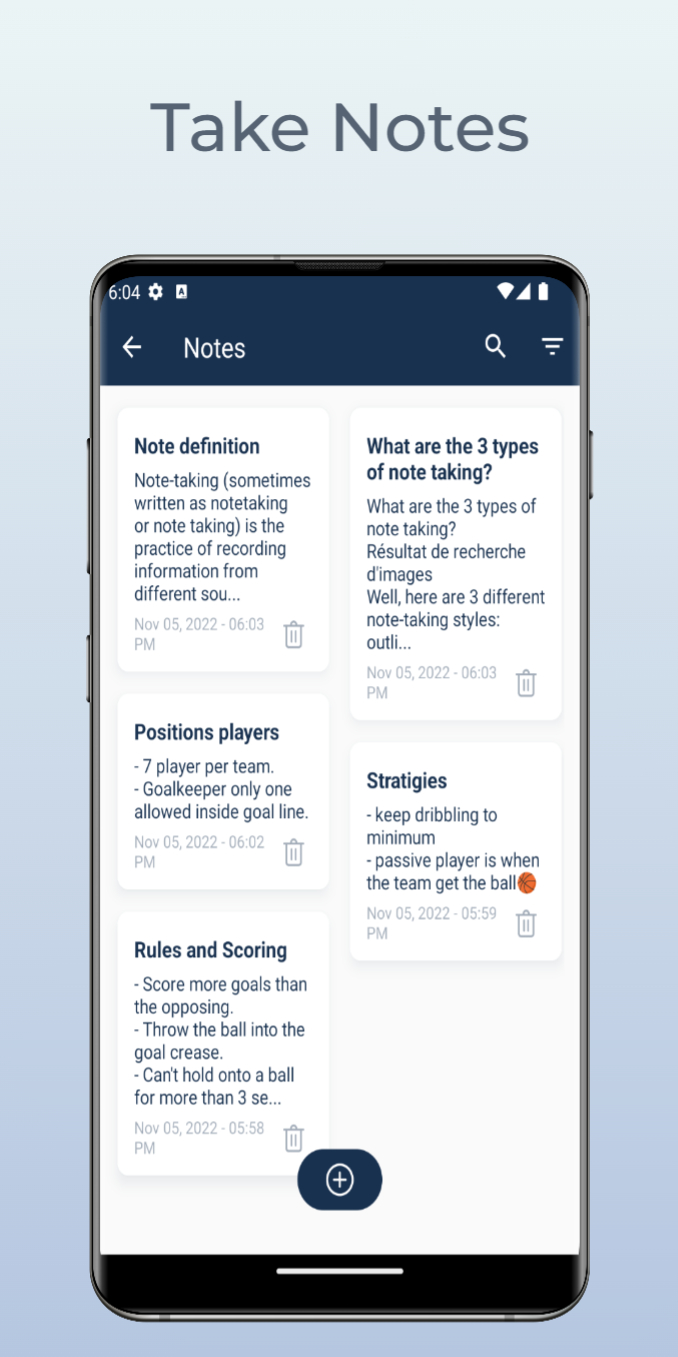 Take Notes
6:04
A
Notes
Note definition
Note-taking (sometimes
written as notetaking
or note taking) is the
practice of recording
information from
different sou...
Nov 05, 2022 - 06:03
PM
What are the 3 types
of note taking?
What are the 3 types of
note taking?
Résultat de recherche
d'images
Well, here are 3 different
note-taking styles:
outli...
Nov 05, 2022 - 06:03
PM
Positions players
- 7 player per team.
- Goalkeeper only one
allowed inside goal line.
Nov 05, 2022 - 06:02
PM
Stratigies
- keep dribbling to
minimum
- passive player is when
the team get the ball🏀
Nov 05, 2022 - 05:59
PM
Rules and Scoring
- Score more goals than
the opposing.
- Throw the ball into the
goal crease.
- Can't hold onto a ball
for more than 3 se...
Nov 05, 2022 - 05:58
PM